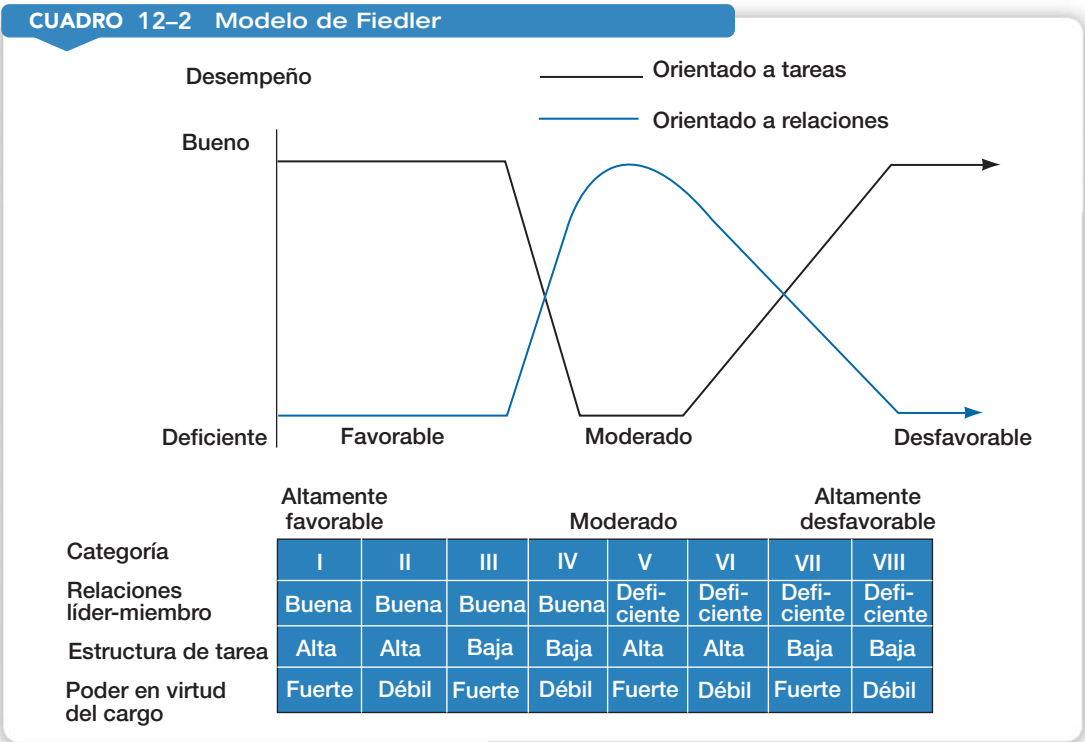 CUADRO 12–2 Modelo de Fiedler
Desempeño
Orientado a tareas
Orientado a relaciones
Bueno
Deficiente
Favorable
Moderado
Desfavorable
Altamente
favorable
Moderado
Altamente
desfavorable
Categoría
I II III IV V VI VII VIII
Relaciones
líder-miembro
Buena Buena Buena Buena Defi-
ciente Defi-
ciente Defi-
ciente Defi-
ciente
Estructura de tarea Alta Alta Baja Baja Alta Alta Baja Baja
Poder en virtud
del cargo
Fuerte Débil Fuerte Débil Fuerte Débil Fuerte Débil